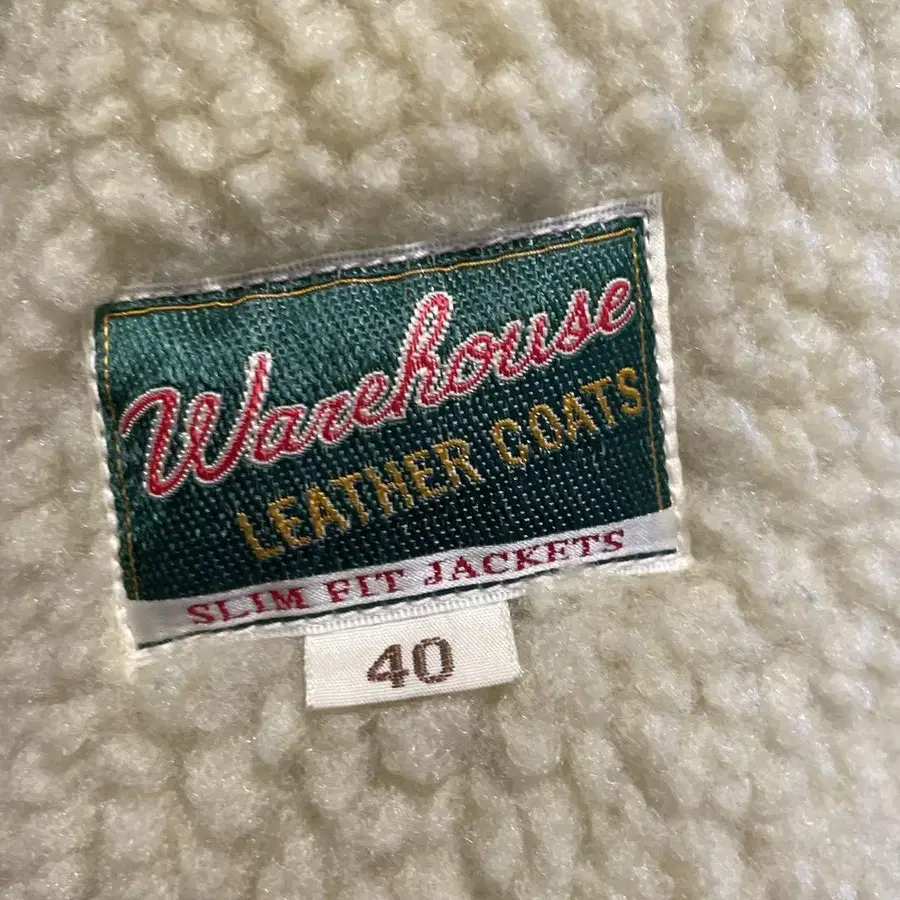 Warehouse
LEATHER COATS
SLIM FIT JACKETS
40